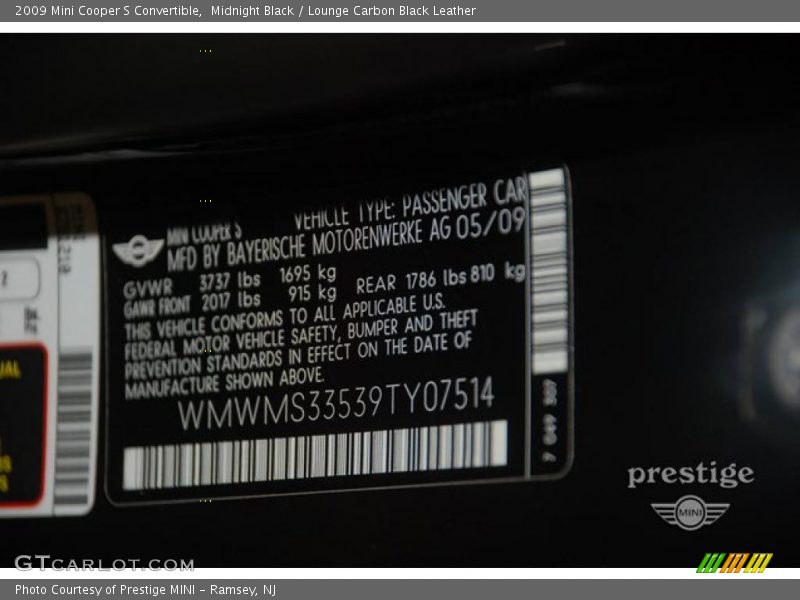 2009 Mini Cooper S Convertible,  Midnight Black / Lounge Carbon Black Leather
MINI COOPER S VEHICLE TYPE: PASSENGER CAR
MFD BY BAYERISCHE MOTORENWERKE AG 05/09
GVWR 3737 lbs 1695 kg
GAWR FRONT 2017 lbs 915 kg REAR 1786 lbs 810 kg
THIS VEHICLE CONFORMS TO ALL APPLICABLE U.S.
FEDERAL MOTOR VEHICLE SAFETY, BUMPER AND THEFT
PREVENTION STANDARDS IN EFFECT ON THE DATE OF
MANUFACTURE SHOWN ABOVE.
WMWMS33539TY07514
7 049 307
prestige
MINI
GTCARLOT.COM
Photo Courtesy of Prestige MINI – Ramsey, NJ